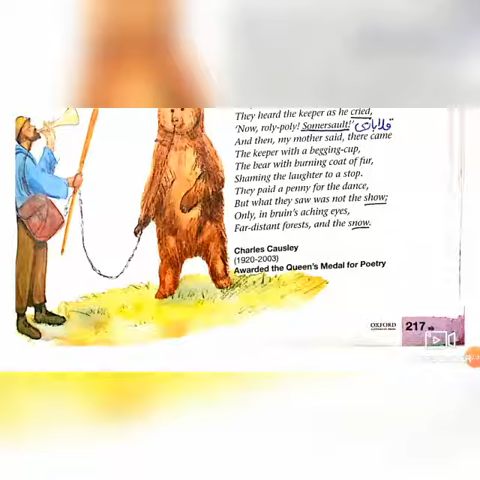 They heard the keeper as he cried,
'Now, roly-poly! Somersault!' قلابازی
And then, my mother said, there came
The keeper with a begging-cup,
The bear with burning coat of fur,
Shaming the laughter to a stop.
They paid a penny for the dance,
But what they saw was not the show;
Only, in bruin's aching eyes,
Far-distant forests, and the snow.
Charles Causley
(1920-2003)
Awarded the Queen's Medal for Poetry
OXFORD
217